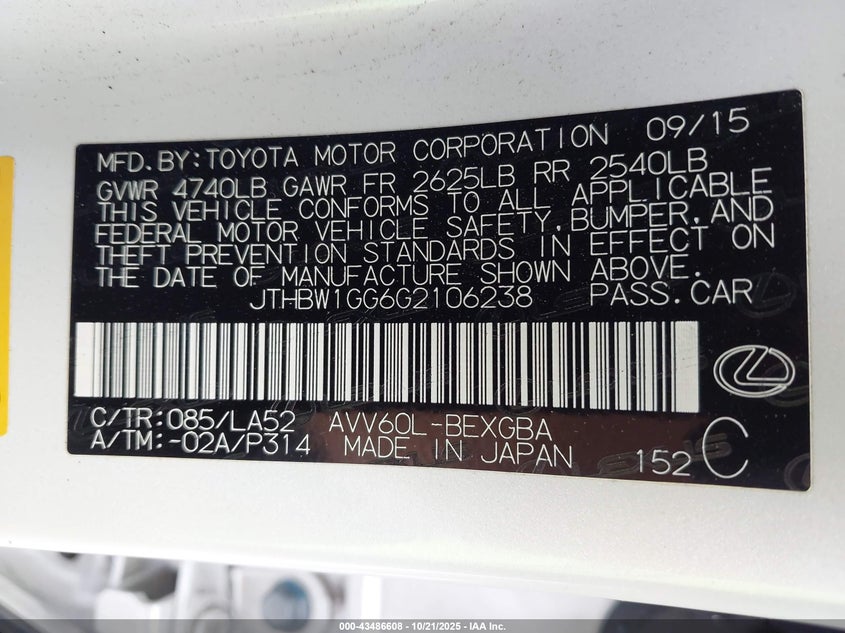 MFD. BY: TOYOTA MOTOR CORPORATION 09/15
GVWR 4740LB GAWR FR 2625LB RR 2540LB
THIS VEHICLE CONFORMS TO ALL APPLICABLE
FEDERAL MOTOR VEHICLE SAFETY, BUMPER, AND
THEFT PREVENTION STANDARDS IN EFFECT ON
THE DATE OF MANUFACTURE SHOWN ABOVE.
JTHBW1GG6G2106238 PASS. CAR
C/TR: 085/LA52 AVV60L-BEXGBA
A/TM: -02A/P314 MADE IN JAPAN
152 C
000-43486608 - 10/21/2025 - IAA Inc.